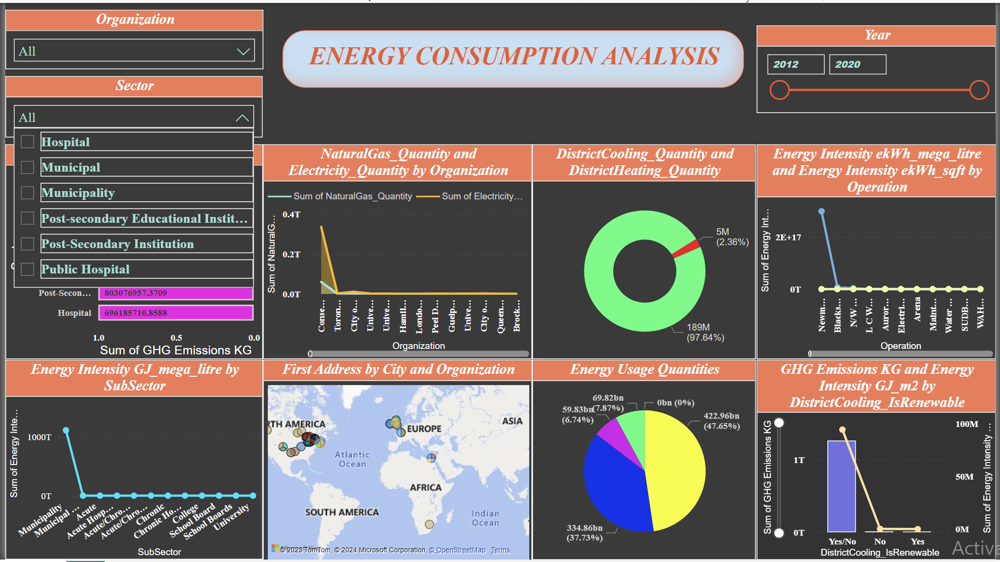 Organization
All
ENERGY CONSUMPTION ANALYSIS
Year
2012
2020
Sector
All
Hospital
Municipal
Municipality
Post-secondary Educational Instit...
Post-Secondary Institution
Public Hospital
Post-Secon...
803076957.3709
Hospital
696185710.8588
1.0
0.5
0.0
Sum of GHG Emissions KG
NaturalGas_Quantity and
Electricity_Quantity by Organization
Sum of NaturalGas_Quantity
Sum of Electricity...
Sum of NaturalG...
0.4T
0.2T
0.0T
Conse...
Toron...
City o...
Unive...
Unive...
Hamil...
Londo...
Peel D...
Guelp...
Unive...
City o...
Queen...
Brock...
Organization
DistrictCooling_Quantity and
DistrictHeating_Quantity
5M
(2.36%)
189M
(97.64%)
Energy Intensity ekWh_mega_litre
and Energy Intensity ekWh_sqft by
Operation
Sum of Energy Int...
2E+17
0T
Newm...
Blacks...
N/W ...
L C W...
Auror...
Electri...
Arena
Maint...
Water ...
SUDB...
WAH...
Operation
Energy Intensity GJ_mega_litre by
SubSector
Sum of Energy Inte...
1000T
0T
Municipality
Municipal ...
Acute
Acute Hosp...
Acute/Chro...
Acute/Chro...
Chronic
Chronic Ho...
College
School Board
School Boards
University
SubSector
First Address by City and Organization
RTH AMERICA
EUROPE
ASIA
Atlantic
Ocean
AFRICA
SOUTH AMERICA
Indian
Ocean
© 2023 TomTom, © 2024 Microsoft Corporation, © OpenStreetMap Terms
Energy Usage Quantities
69.82bn
(7.87%)
0bn (0%)
59.83bn
(6.74%)
422.96bn
(47.65%)
334.86bn
(37.73%)
GHG Emissions KG and Energy
Intensity GJ_m2 by
DistrictCooling_IsRenewable
Sum of GHG Emissions KG
1T
0T
100M
50M
0M
Sum of Energy Intensity ...
Yes/No
No
Yes
DistrictCooling_IsRenewable